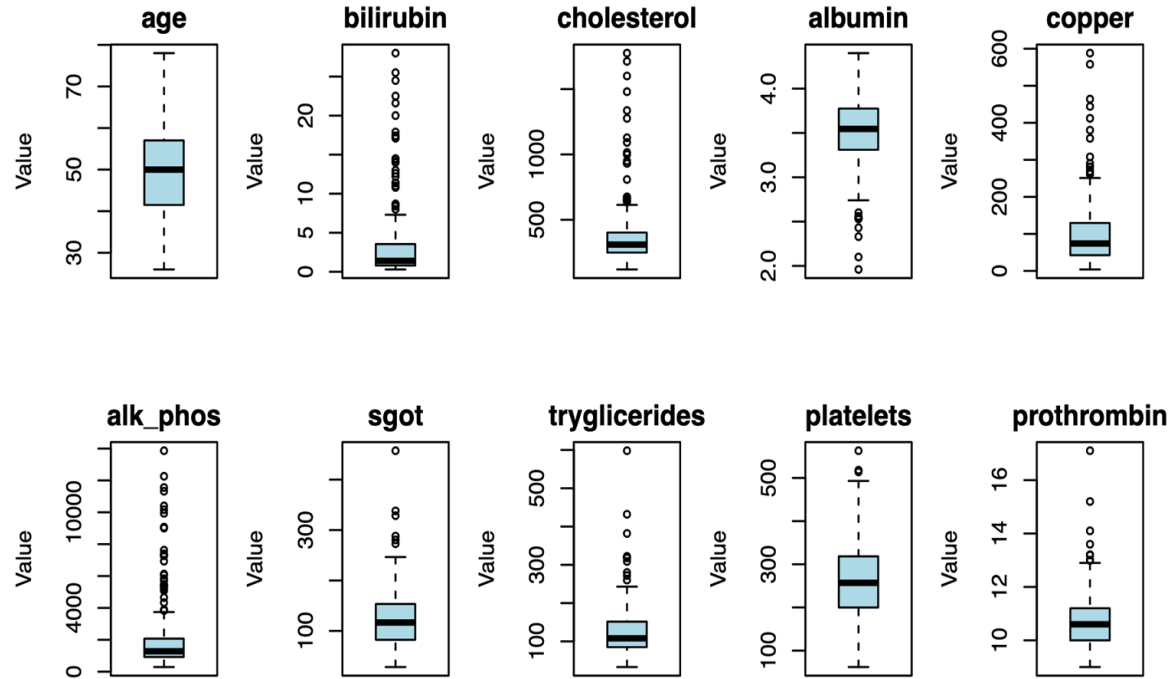 age bilirubin cholesterol albumin copper
Value 30 50 70
Value 0 5 10 20
Value 500 1000
Value 2.0 3.0 4.0
Value 0 200 400 600
alk_phos sgot tryglicerides platelets prothrombin
Value 0 4000 10000
Value 100 300
Value 100 300 500
Value 100 300 500
Value 10 12 14 16